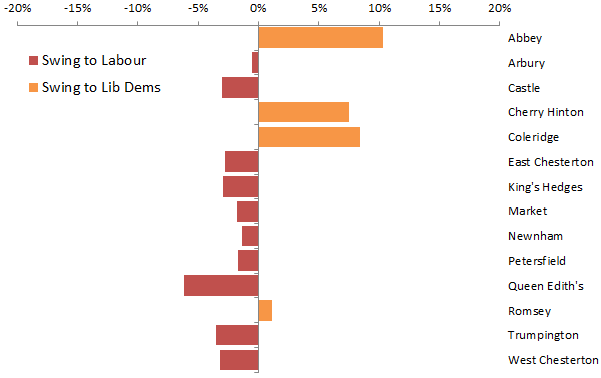 -20% -15% -10% -5% 0% 5% 10% 15% 20%
Abbey
Swing to Labour
Arbury
Swing to Lib Dems
Castle
Cherry Hinton
Coleridge
East Chesterton
King's Hedges
Market
Newnham
Petersfield
Queen Edith's
Romsey
Trumpington
West Chesterton